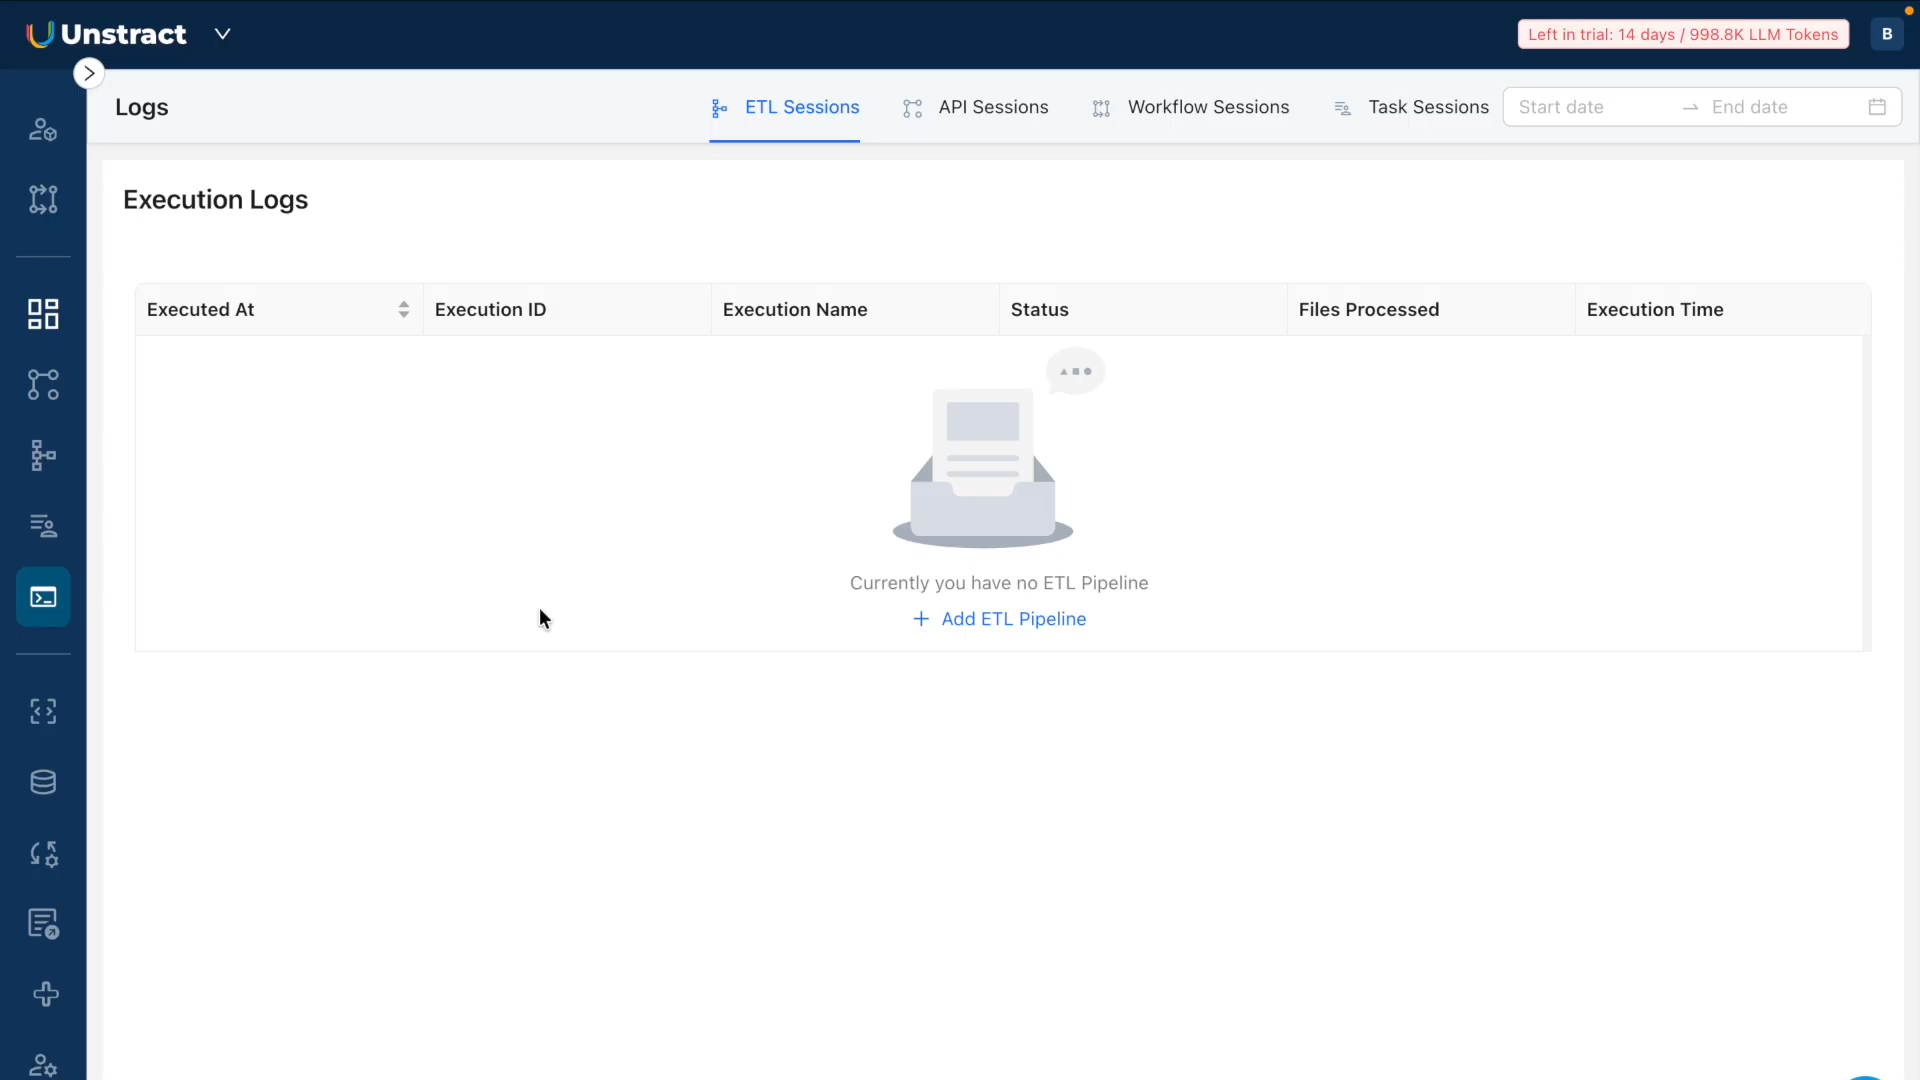 Unstract
Left in trial: 14 days / 998.8K LLM Tokens
B
Logs
ETL Sessions
API Sessions
Workflow Sessions
Task Sessions
Start date
End date
Execution Logs
Executed At
Execution ID
Execution Name
Status
Files Processed
Execution Time
Currently you have no ETL Pipeline
+ Add ETL Pipeline